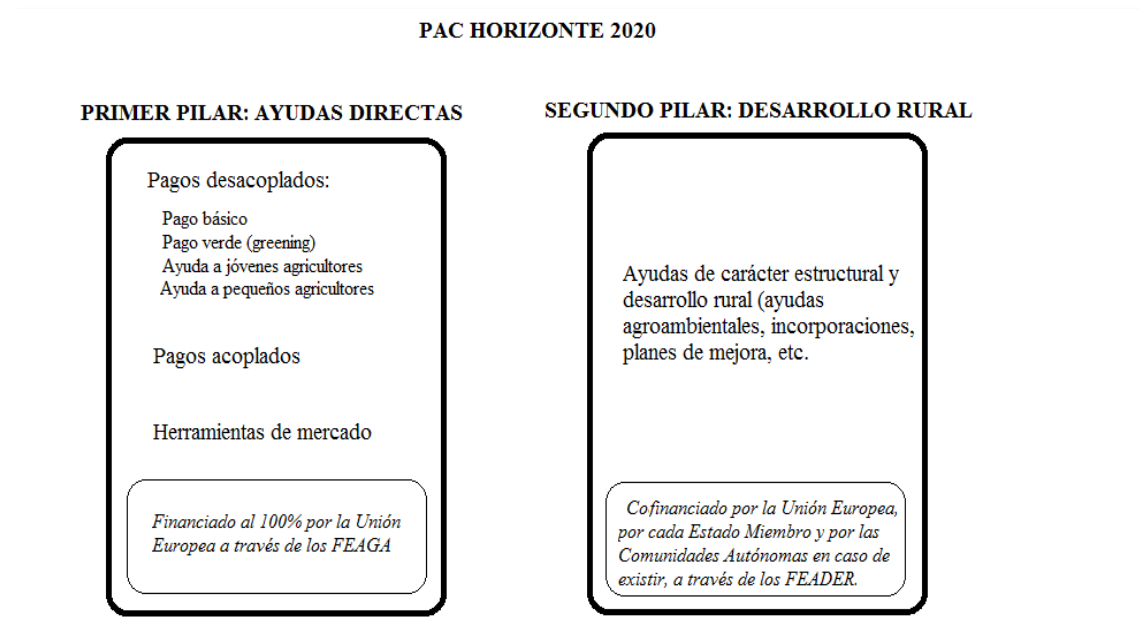 PAC HORIZONTE 2020
PRIMER PILAR: AYUDAS DIRECTAS
Pagos desacoplados:
Pago básico
Pago verde (greening)
Ayuda a jóvenes agricultores
Ayuda a pequeños agricultores
Pagos acoplados
Herramientas de mercado
Financiado al 100% por la Unión
Europea a través de los FEAGA
SEGUNDO PILAR: DESARROLLO RURAL
Ayudas de carácter estructural y
desarrollo rural (ayudas
agroambientales, incorporaciones,
planes de mejora, etc.
Cofinanciado por la Unión Europea,
por cada Estado Miembro y por las
Comunidades Autónomas en caso de
existir, a través de los FEADER.